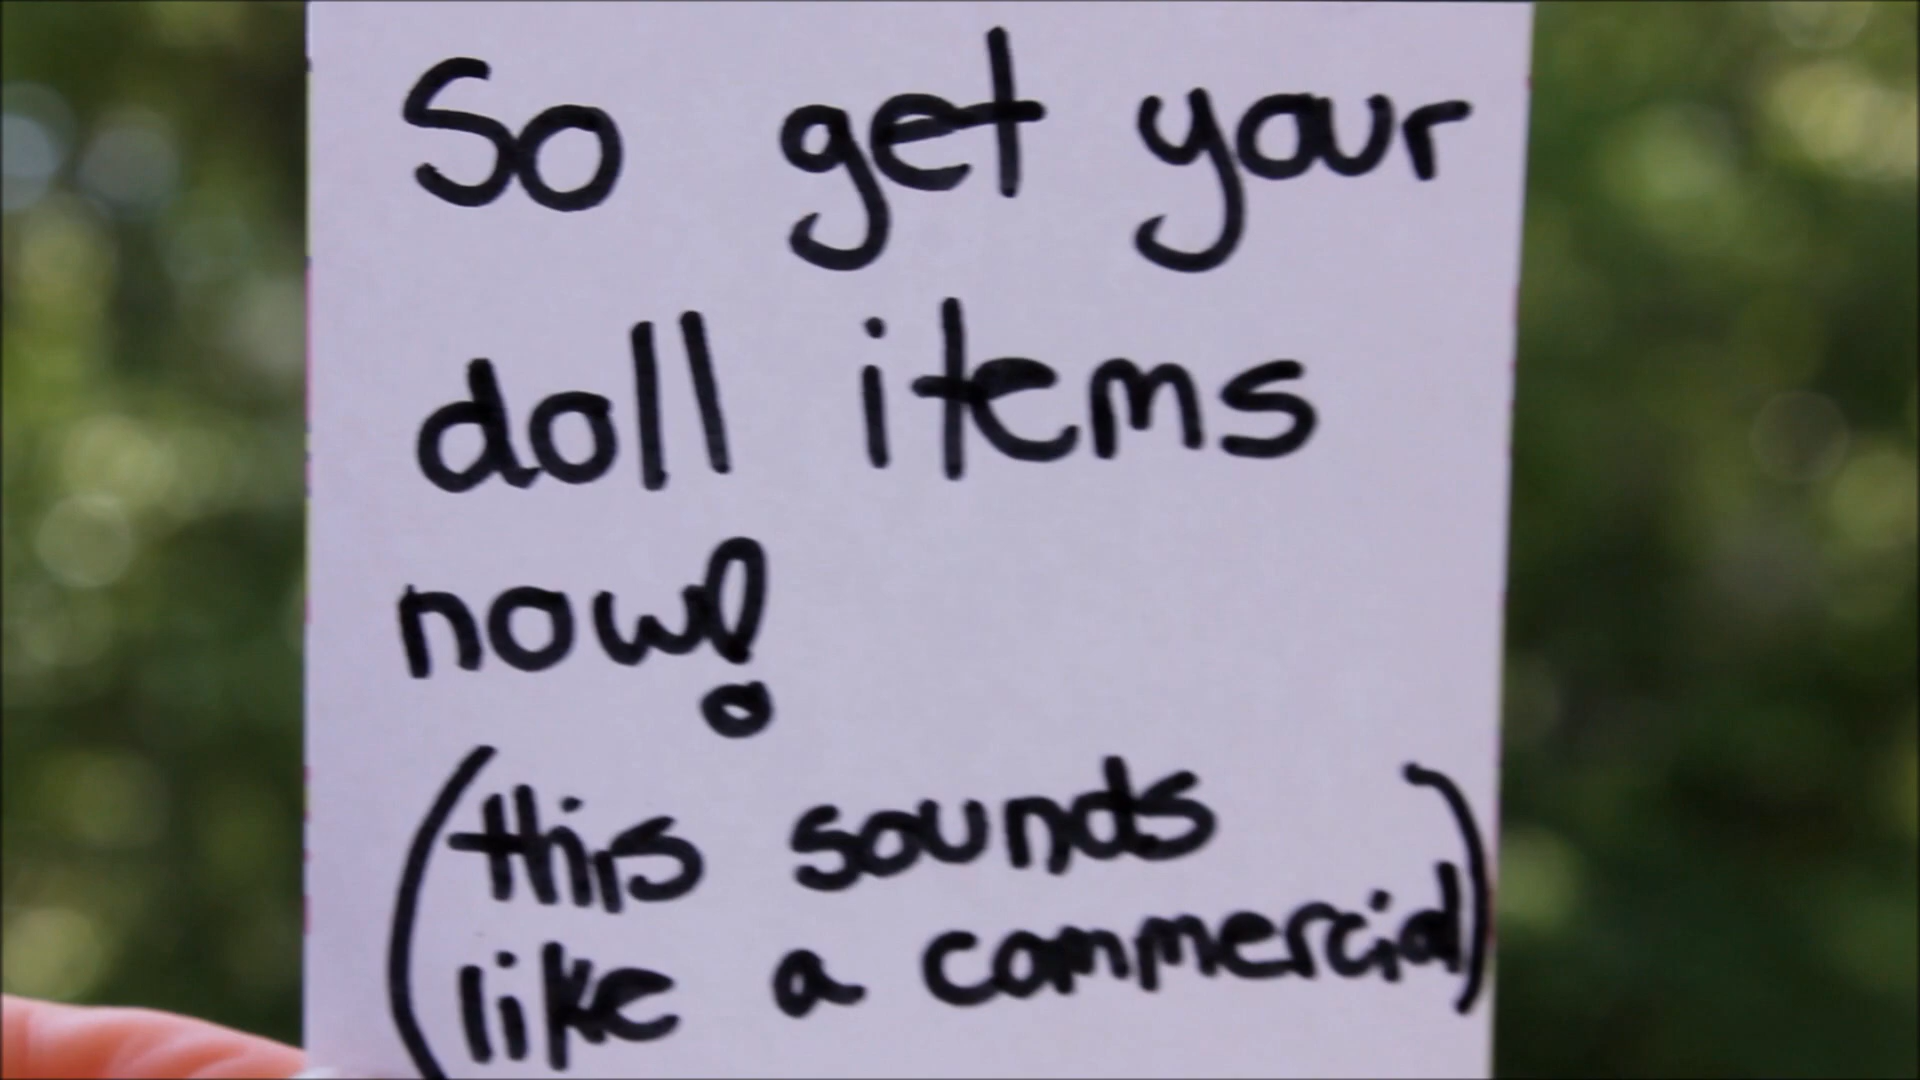 So get your
doll items
now!
(this sounds
like a commercial)